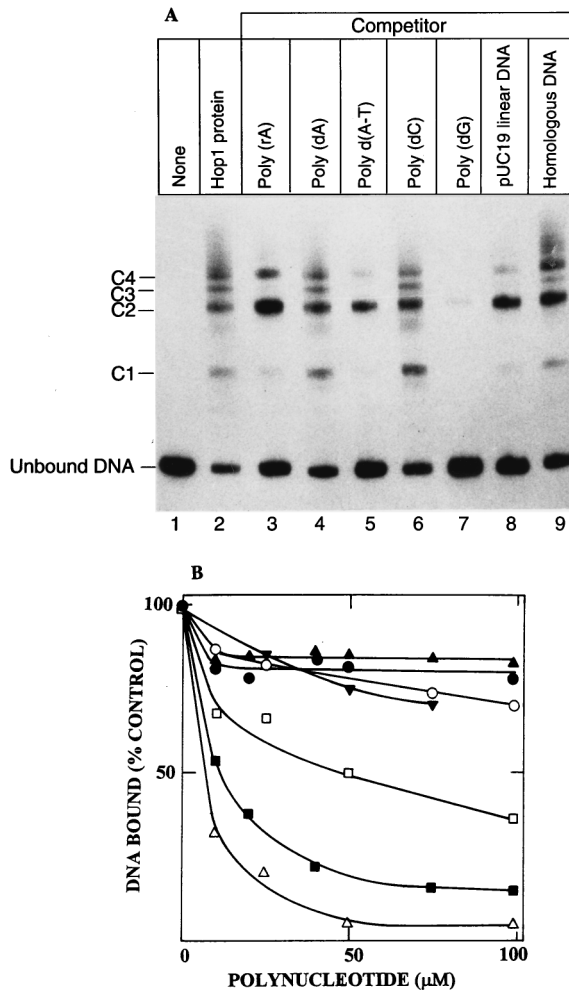 A
Competitor
None
Hop1 protein
Poly (rA)
Poly (dA)
Poly d(A-T)
Poly (dC)
Poly (dG)
pUC19 linear DNA
Homologous DNA
C4
C3
C2
C1
Unbound DNA
1 2 3 4 5 6 7 8 9
B
100
50
DNA BOUND (% CONTROL)
0 50 100
POLYNUCLEOTIDE (μM)